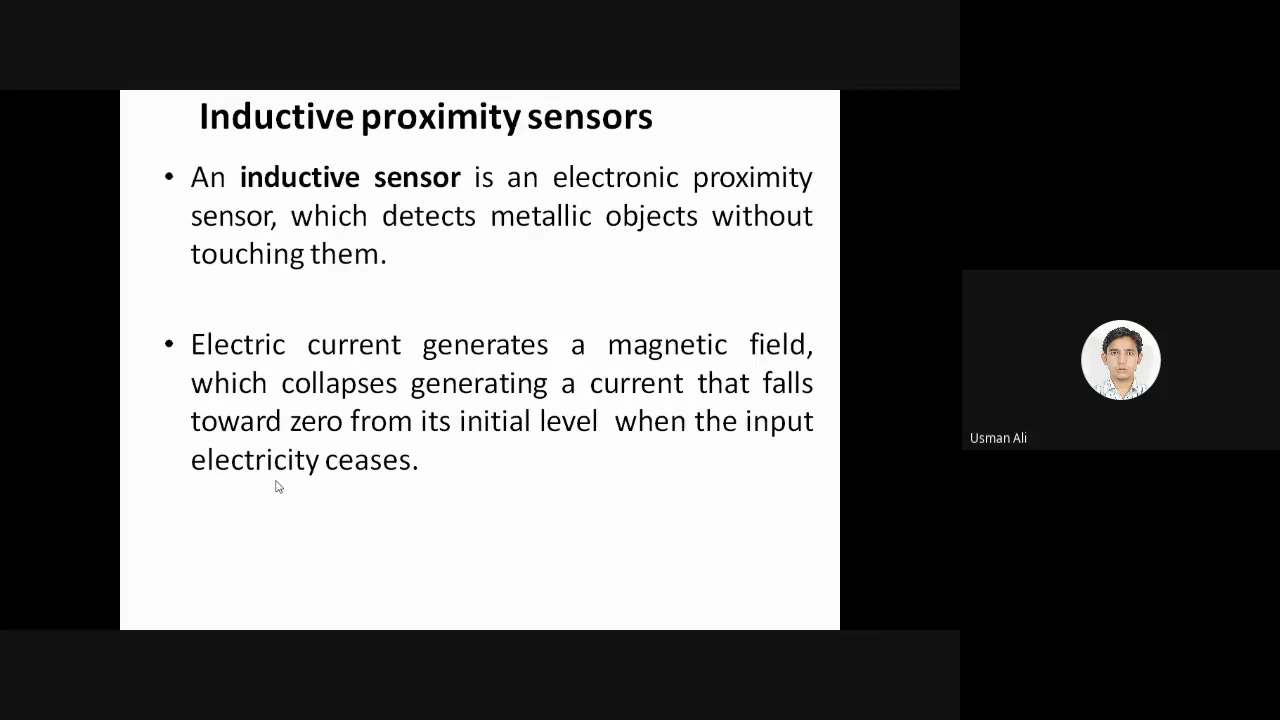 Inductive proximity sensors
• An inductive sensor is an electronic proximity
sensor, which detects metallic objects without
touching them.
• Electric current generates a magnetic field,
which collapses generating a current that falls
toward zero from its initial level when the input
electricity ceases.
Usman Ali